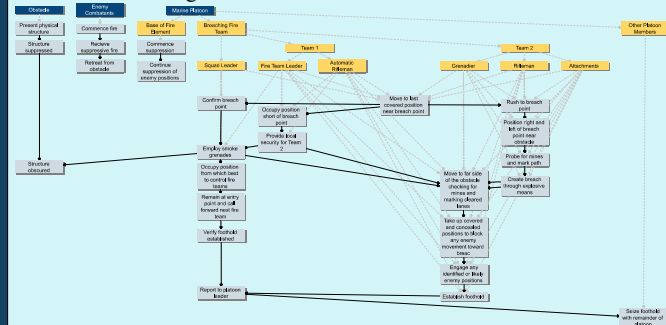 Obstacle
Enemy
Combatants
Marine Platoon
Present physical
structure
Commence fire
Base of Fire
Element
Breaching Fire
Team
Other Platoon
Members
Structure
suppressed
Recieve
suppressive fire
Commence
suppression
Team 1
Team 2
Retreat from
obstacle
Continue
suppression of
enemy positions
Squad Leader
Fire Team Leader
Automatic
Rifleman
Grenadier
Rifleman
Attachments
Confirm breach
point
Move to last
covered position
near breach point
Rush to breach
point
Occupy position
short of breach
point
Position right and
left of breach
point near
obstacle
Provide local
security for Team
2
Employ smoke
grenades
Probe for mines
and mark path
Structure
obscured
Occupy position
from which best
to control fire
teams
Move to far side
of the obstacle
checking for
mines and
marking cleared
lanes
Create breach
through explosive
means
Remain at entry
point and call
forward next fire
team
Take up covered
and concealed
positions to block
any enemy
movement toward
breac
Verify foothold
established
Engage any
identified or likely
enemy positions
Report to platoon
leader
Establish foothold
Seize foothold
with remainder of
platoon